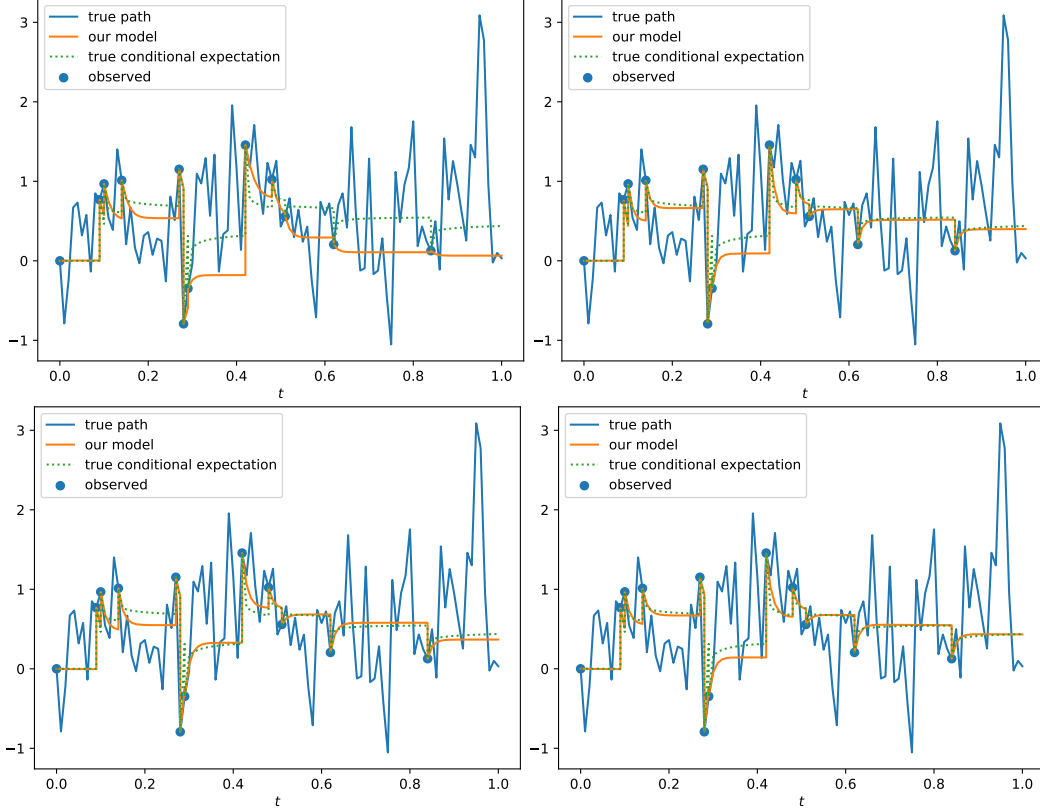 true path
our model
true conditional expectation
observed
3
2
1
0
−1
0.0 0.2 0.4 0.6 0.8 1.0
t
true path
our model
true conditional expectation
observed
3
2
1
0
−1
0.0 0.2 0.4 0.6 0.8 1.0
t
true path
our model
true conditional expectation
observed
3
2
1
0
−1
0.0 0.2 0.4 0.6 0.8 1.0
t
true path
our model
true conditional expectation
observed
3
2
1
0
−1
0.0 0.2 0.4 0.6 0.8 1.0
t